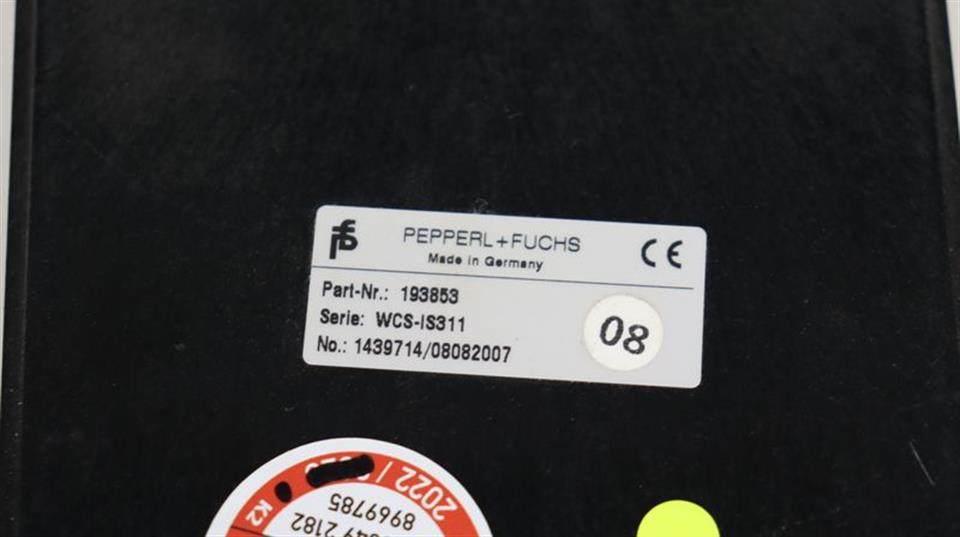 PEPPERL+FUCHS
Made in Germany
CE
Part-Nr.: 193853
Serie: WCS-IS311
No.: 1439714/08082007
08
2022 /
K2
2182
8969785